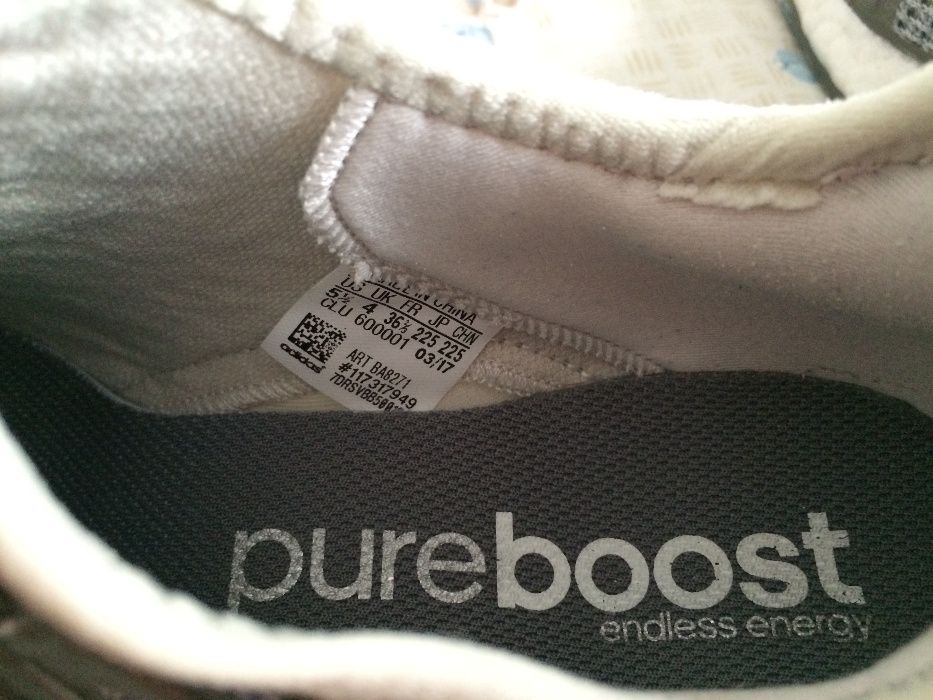 MADE IN CHINA
US UK FR JP CHN
5½ 4 36⅔ 225 225
CLU 600001 03/17
ART BA8271
#117317949
adidas
pureboost
endless energy